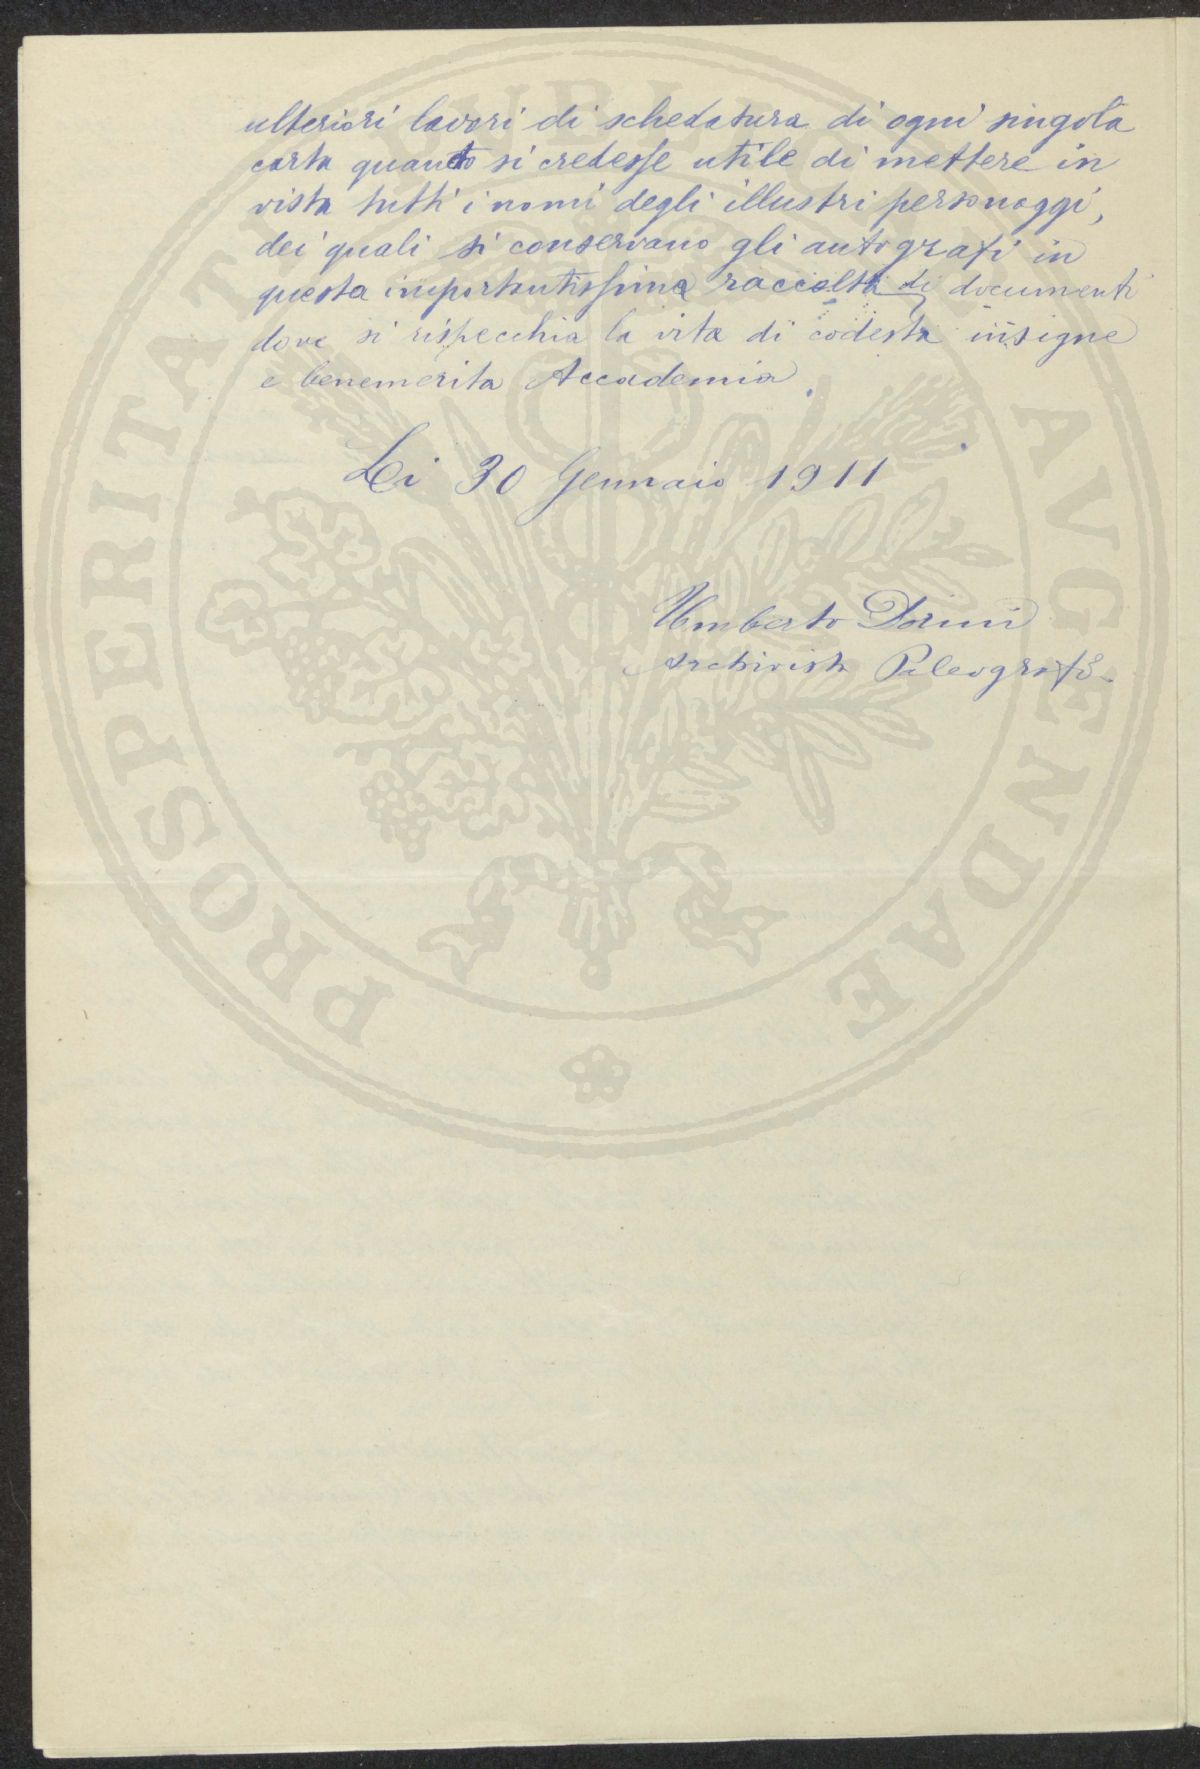 ulteriori lavori di schedatura di ogni singola
carta quando si credesse utile di mettere in
vista tutti i nomi degli illustri personaggi,
dei quali si conservano gli autografi in
questa importantissima raccolta di documenti
dove si rispecchia la vita di codesta insigne
e benemerita Accademia.
Li 30 Gennaio 1911
Umberto Dorini
Archivista Paleografo
PROSPERITATI PUBLICAE AVGENDAE